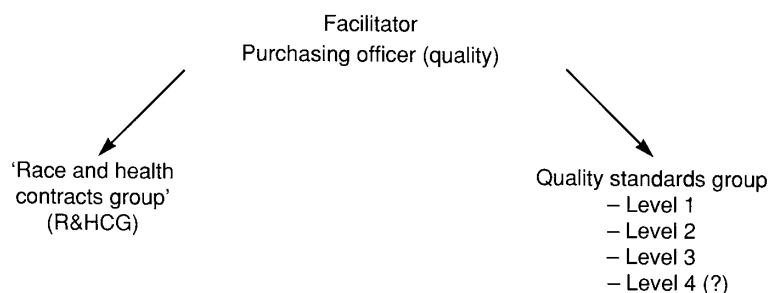 Facilitator
Purchasing officer (quality)
'Race and health
contracts group'
(R&HCG)
Quality standards group
– Level 1
– Level 2
– Level 3
– Level 4 (?)